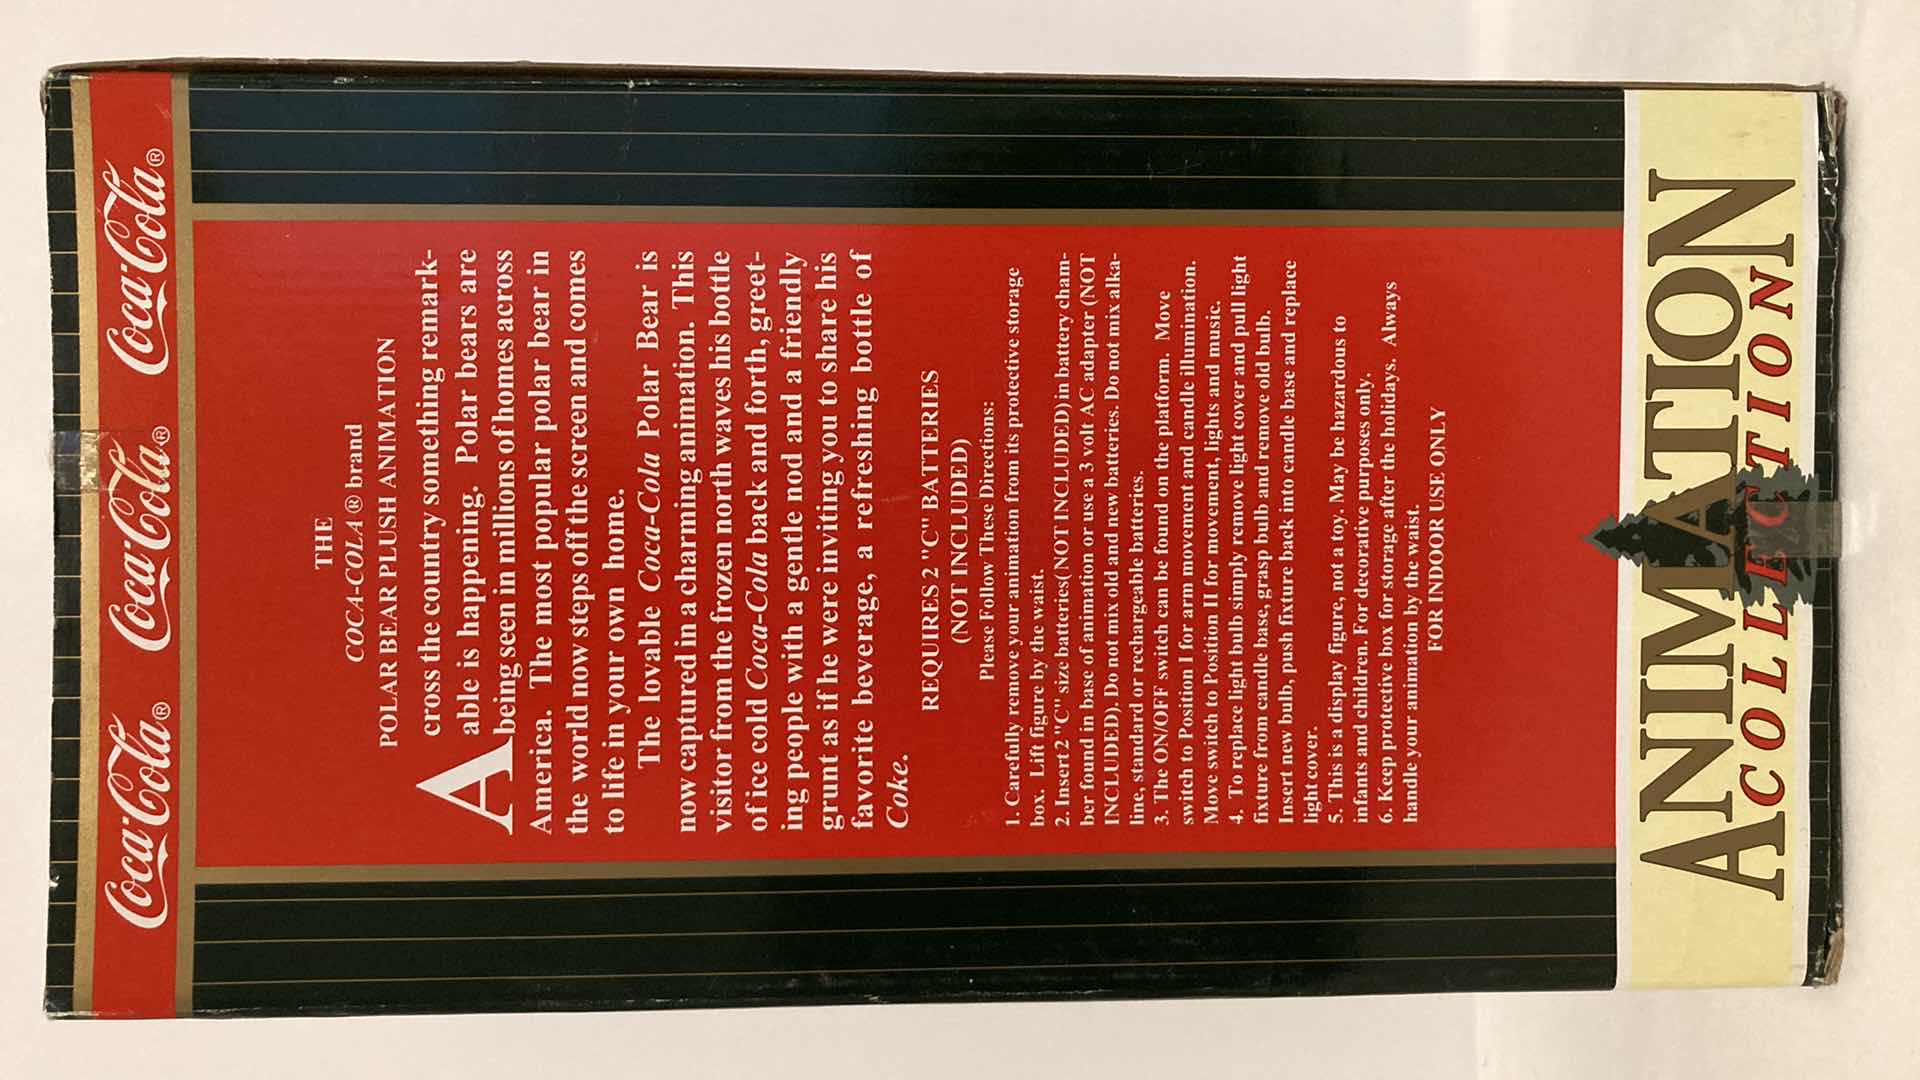 Coca-Cola® Coca-Cola® Coca-Cola®
THE
COCA-COLA® brand
POLAR BEAR PLUSH ANIMATION
Across the country something remark-
able is happening. Polar bears are
being seen in millions of homes across
America. The most popular polar bear in
the world now steps off the screen and comes
to life in your own home.
The lovable Coca-Cola Polar Bear is
now captured in a charming animation. This
visitor from the frozen north waves his bottle
of ice cold Coca-Cola back and forth, greet-
ing people with a gentle nod and a friendly
grunt as if he were inviting you to share his
favorite beverage, a refreshing bottle of
Coke.
REQUIRES 2 "C" BATTERIES
(NOT INCLUDED)
Please Follow These Directions:
1. Carefully remove your animation from its protective storage
box. Lift figure by the waist.
2. Insert 2 "C" size batteries( NOT INCLUDED) in battery cham-
ber found in base of animation or use a 3 volt AC adapter (NOT
INCLUDED). Do not mix old and new batteries. Do not mix alka-
line, standard or rechargeable batteries.
3. The ON/OFF switch can be found on the platform. Move
switch to Position I for arm movement and candle illumination.
Move switch to Position II for movement, lights and music.
4. To replace light bulb simply remove light cover and pull light
fixture from candle base, grasp bulb and remove old bulb.
Insert new bulb, push fixture back into candle base and replace
light cover.
5. This is a display figure, not a toy. May be hazardous to
infants and children. For decorative purposes only.
6. Keep protective box for storage after the holidays. Always
handle your animation by the waist.
FOR INDOOR USE ONLY
ANIMATION
COLLECTION